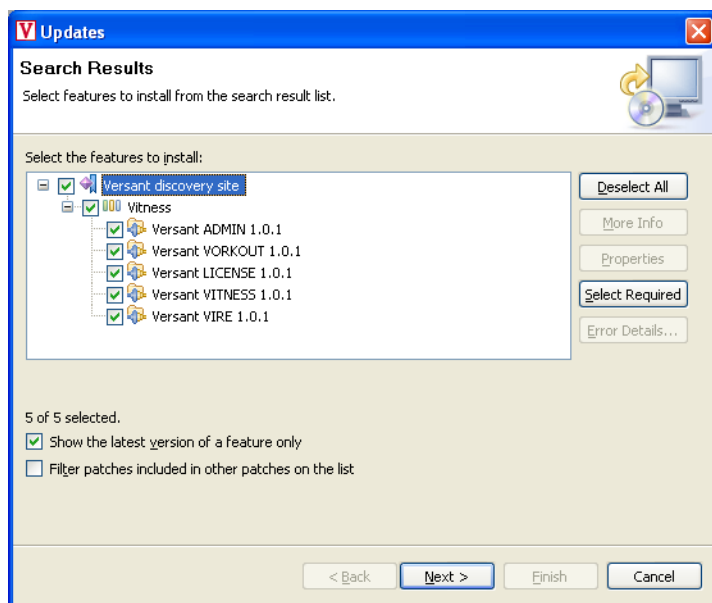 Updates
Search Results
Select features to install from the search result list.
Select the features to install:
Versant discovery site
Vitness
Versant ADMIN 1.0.1
Versant VORKOUT 1.0.1
Versant LICENSE 1.0.1
Versant VITNESS 1.0.1
Versant VIRE 1.0.1
Deselect All
More Info
Properties
Select Required
Error Details...
5 of 5 selected.
Show the latest version of a feature only
Filter patches included in other patches on the list
< Back Next > Finish Cancel